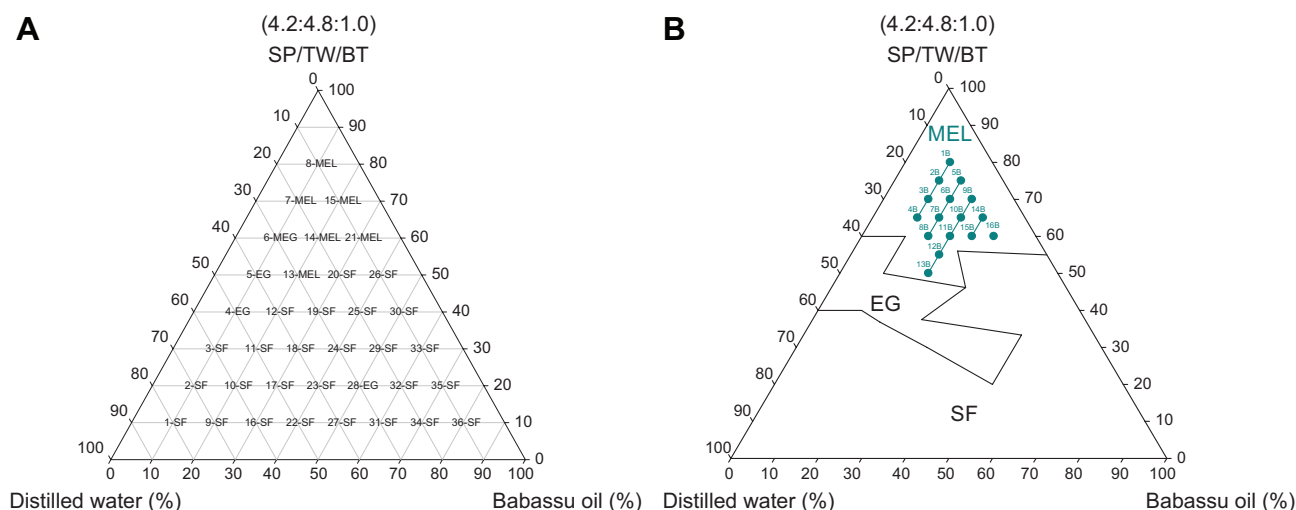 A
(4.2:4.8:1.0)
SP/TW/BT
0 100
10 90
8-MEL
20 80
7-MEL 15-MEL
30 70
6-MEG 14-MEL 21-MEL
40 60
5-EG 13-MEL 20-SF 26-SF
50 50
4-EG 12-SF 19-SF 25-SF 30-SF
60 40
3-SF 11-SF 18-SF 24-SF 29-SF 33-SF
70 30
2-SF 10-SF 17-SF 23-SF 28-EG 32-SF 35-SF
80 20
1-SF 9-SF 16-SF 22-SF 27-SF 31-SF 34-SF 36-SF
90 10
100 0
0 10 20 30 40 50 60 70 80 90 100
Distilled water (%) Babassu oil (%)
B
(4.2:4.8:1.0)
SP/TW/BT
0 100
10 90
MEL
1B
20 80
2B 5B
3B 6B 9B
30 70
4B 7B 10B 14B
8B 11B 15B 16B
40 60
12B
13B
50 50
EG
60 40
70 30
80 20
SF
90 10
100 0
0 10 20 30 40 50 60 70 80 90 100
Distilled water (%) Babassu oil (%)